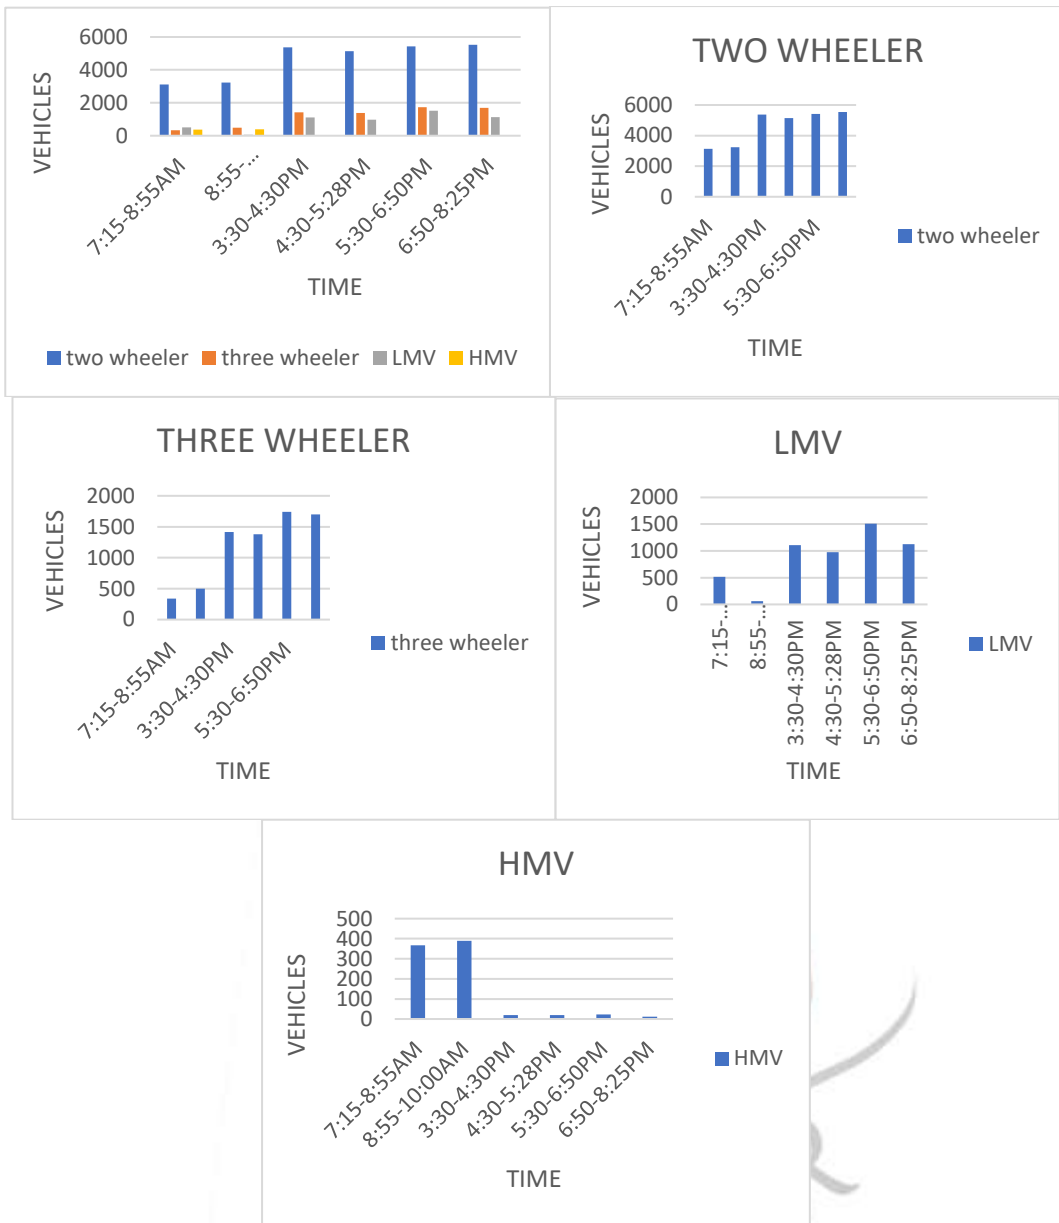 6000
4000
2000
0
VEHICLES
7:15-8:55AM
8:55-...
3:30-4:30PM
4:30-5:28PM
5:30-6:50PM
6:50-8:25PM
TIME
two wheeler three wheeler LMV HMV
TWO WHEELER
6000
4000
2000
0
VEHICLES
7:15-8:55AM
3:30-4:30PM
5:30-6:50PM
two wheeler
TIME
THREE WHEELER
2000
1500
1000
500
0
VEHICLES
7:15-8:55AM
3:30-4:30PM
5:30-6:50PM
three wheeler
TIME
LMV
2000
1500
1000
500
0
VEHICLES
7:15-...
8:55-...
3:30-4:30PM
4:30-5:28PM
5:30-6:50PM
6:50-8:25PM
LMV
TIME
HMV
500
400
300
200
100
0
VEHICLES
7:15-8:55AM
8:55-10:00AM
3:30-4:30PM
4:30-5:28PM
5:30-6:50PM
6:50-8:25PM
HMV
TIME